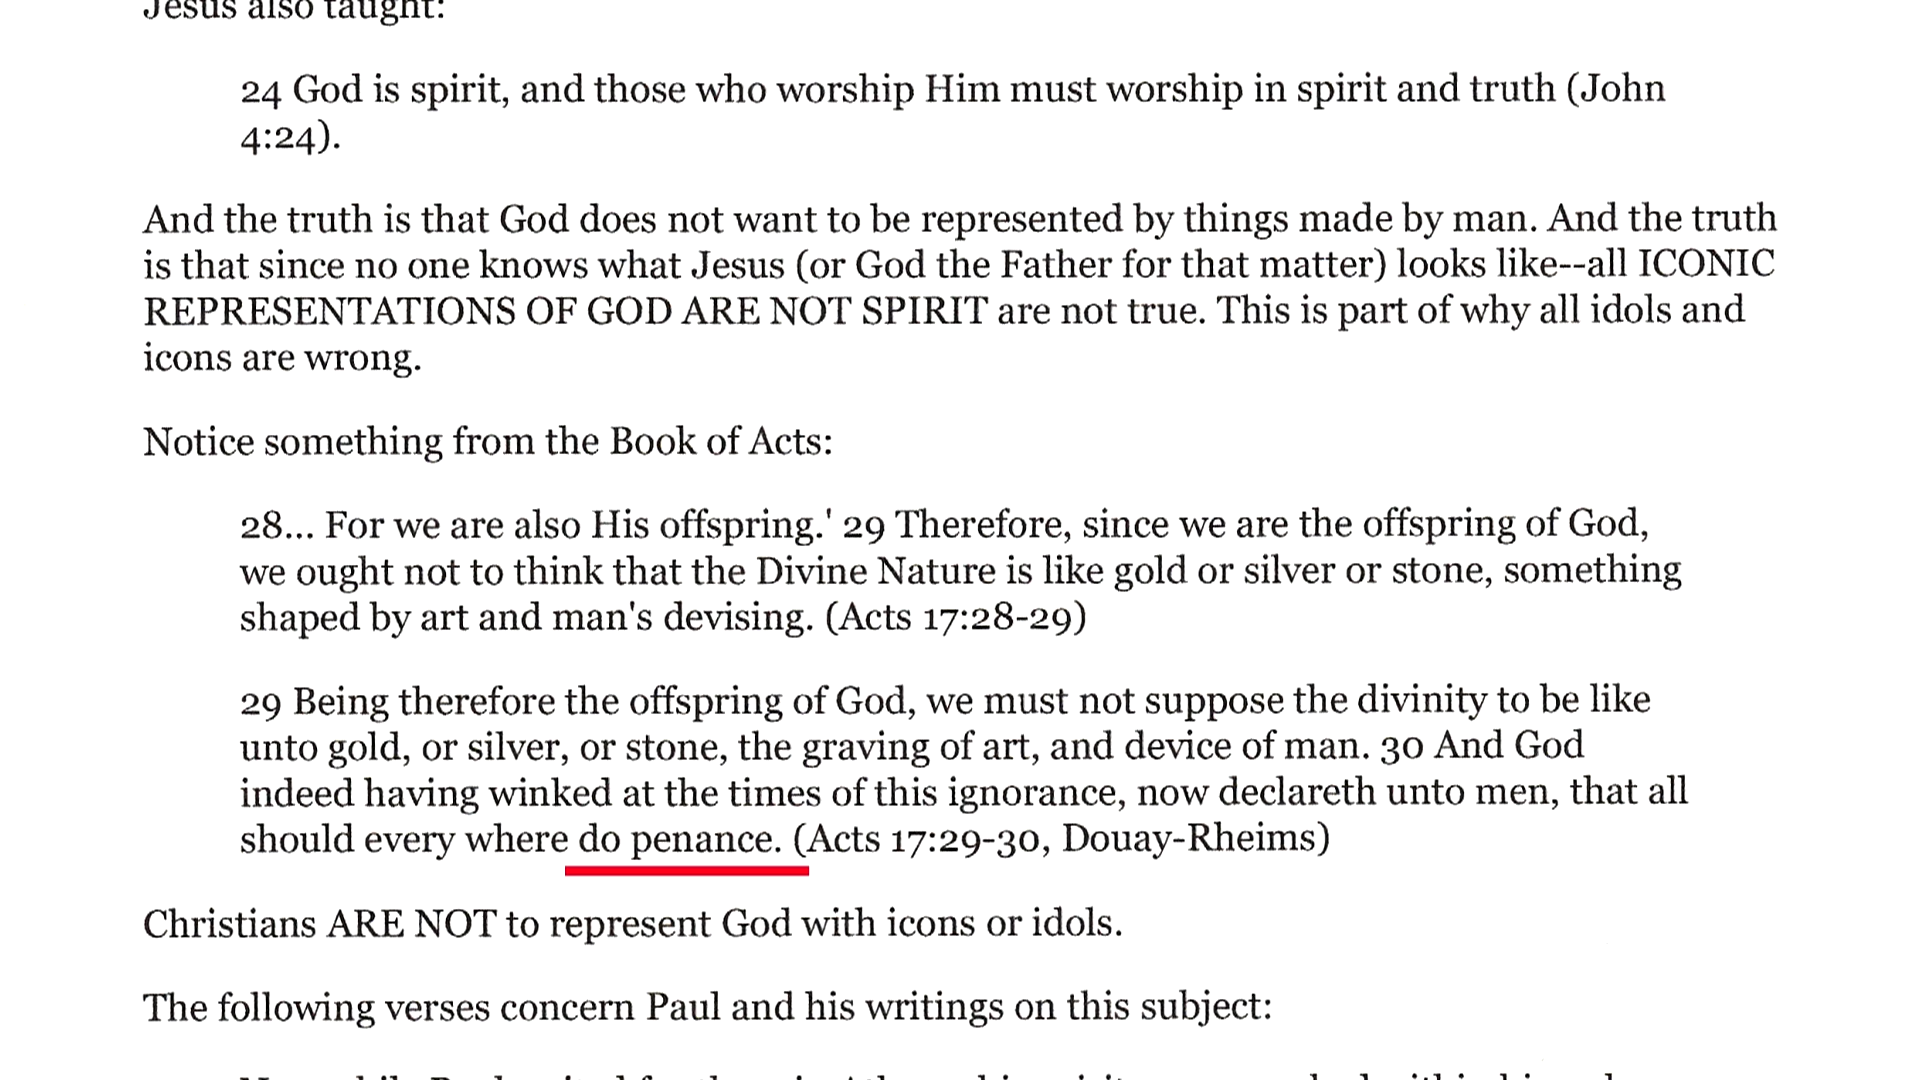 Jesus also taught:
24 God is spirit, and those who worship Him must worship in spirit and truth (John
4:24).
And the truth is that God does not want to be represented by things made by man. And the truth
is that since no one knows what Jesus (or God the Father for that matter) looks like--all ICONIC
REPRESENTATIONS OF GOD ARE NOT SPIRIT are not true. This is part of why all idols and
icons are wrong.
Notice something from the Book of Acts:
28... For we are also His offspring.' 29 Therefore, since we are the offspring of God,
we ought not to think that the Divine Nature is like gold or silver or stone, something
shaped by art and man's devising. (Acts 17:28-29)
29 Being therefore the offspring of God, we must not suppose the divinity to be like
unto gold, or silver, or stone, the graving of art, and device of man. 30 And God
indeed having winked at the times of this ignorance, now declareth unto men, that all
should every where do penance. (Acts 17:29-30, Douay-Rheims)
Christians ARE NOT to represent God with icons or idols.
The following verses concern Paul and his writings on this subject: